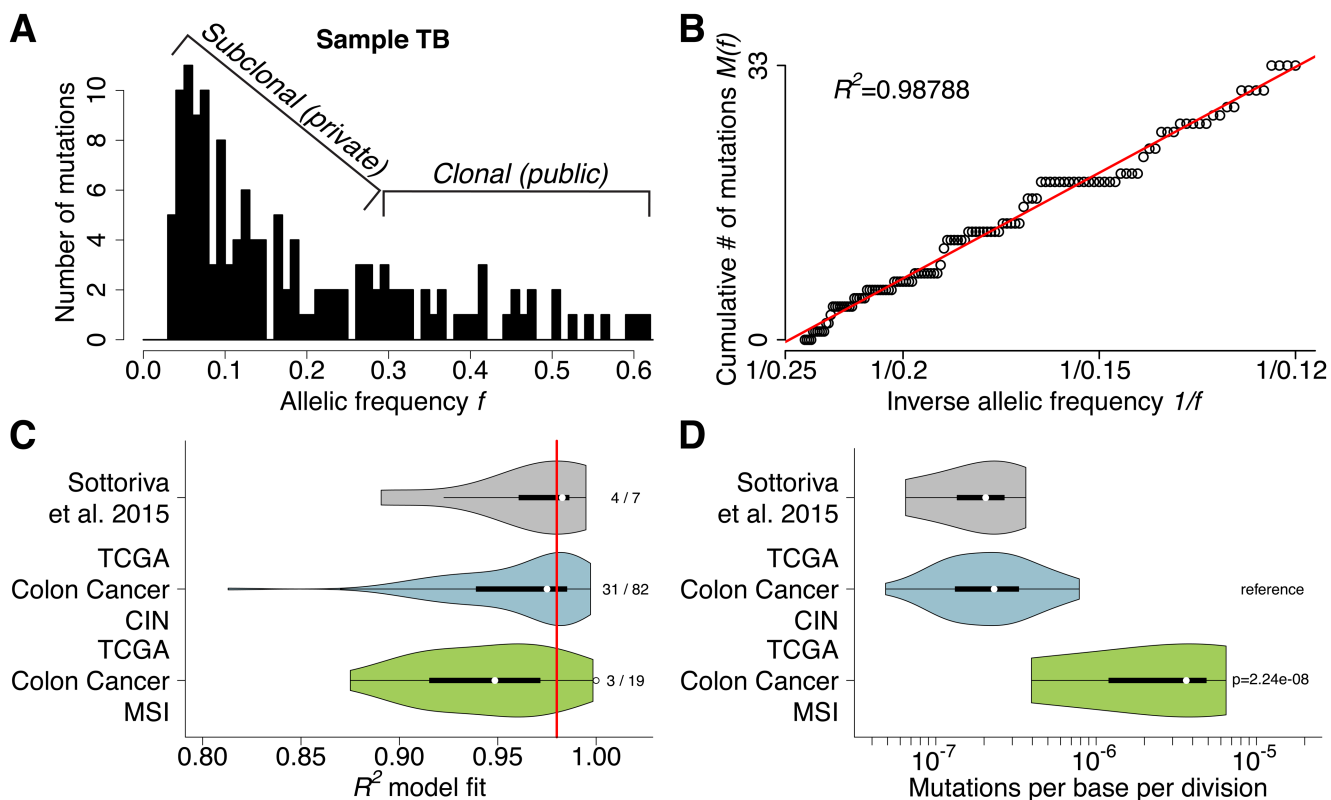 A
Sample TB
Subclonal (private)
Clonal (public)
Number of mutations
10
8
6
4
2
0
0.0 0.1 0.2 0.3 0.4 0.5 0.6
Allelic frequency f
B
Cumulative # of mutations M(f)
33
0
R²=0.98788
1/0.25 1/0.2 1/0.15 1/0.12
Inverse allelic frequency 1/f
C
Sottoriva
et al. 2015
4 / 7
TCGA
Colon Cancer
CIN
31 / 82
TCGA
Colon Cancer
MSI
3 / 19
0.80 0.85 0.90 0.95 1.00
R² model fit
D
Sottoriva
et al. 2015
TCGA
Colon Cancer
CIN
reference
TCGA
Colon Cancer
MSI
p=2.24e-08
10⁻⁷ 10⁻⁶ 10⁻⁵
Mutations per base per division